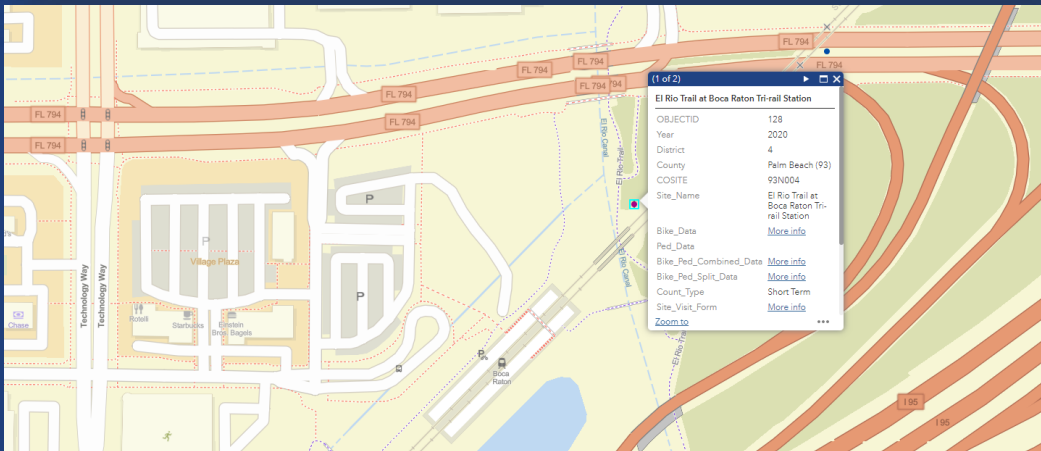 FL 794
FL 794
FL 794
FL 794
FL 794
FL 794
FL 794
FL 794
FL 794
(1 of 2)
El Rio Trail at Boca Raton Tri-rail Station
OBJECTID 128
Year 2020
District 4
County Palm Beach (93)
COSITE 93N004
Site_Name El Rio Trail at
Boca Raton Tri-
rail Station
Bike_Data More info
Ped_Data
Bike_Ped_Combined_Data More info
Bike_Ped_Split_Data More info
Count_Type Short Term
Site_Visit_Form More info
Zoom to
El Rio Canal
El Rio Trail
P
P
Village Plaza
P
Technology Way
Technology Way
Chase
Rotelli
Starbucks
Einstein
Bros. Bagels
El Rio Canal
El Rio Trail
Boca
Raton
I 95
I 95